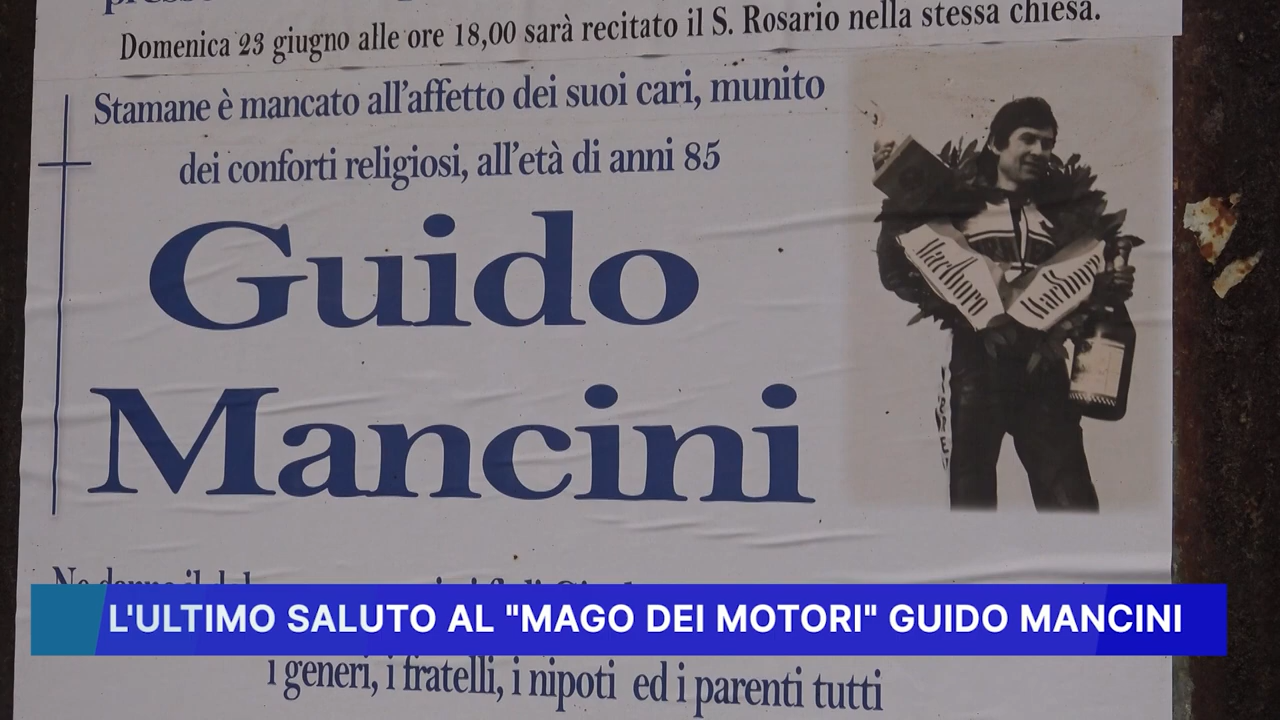 Domenica 23 giugno alle ore 18,00 sarà recitato il S. Rosario nella stessa chiesa.
Stamane è mancato all'affetto dei suoi cari, munito
dei conforti religiosi, all'età di anni 85
Guido
Mancini
Marlboro Marlboro
L'ULTIMO SALUTO AL "MAGO DEI MOTORI" GUIDO MANCINI
i generi, i fratelli, i nipoti ed i parenti tutti